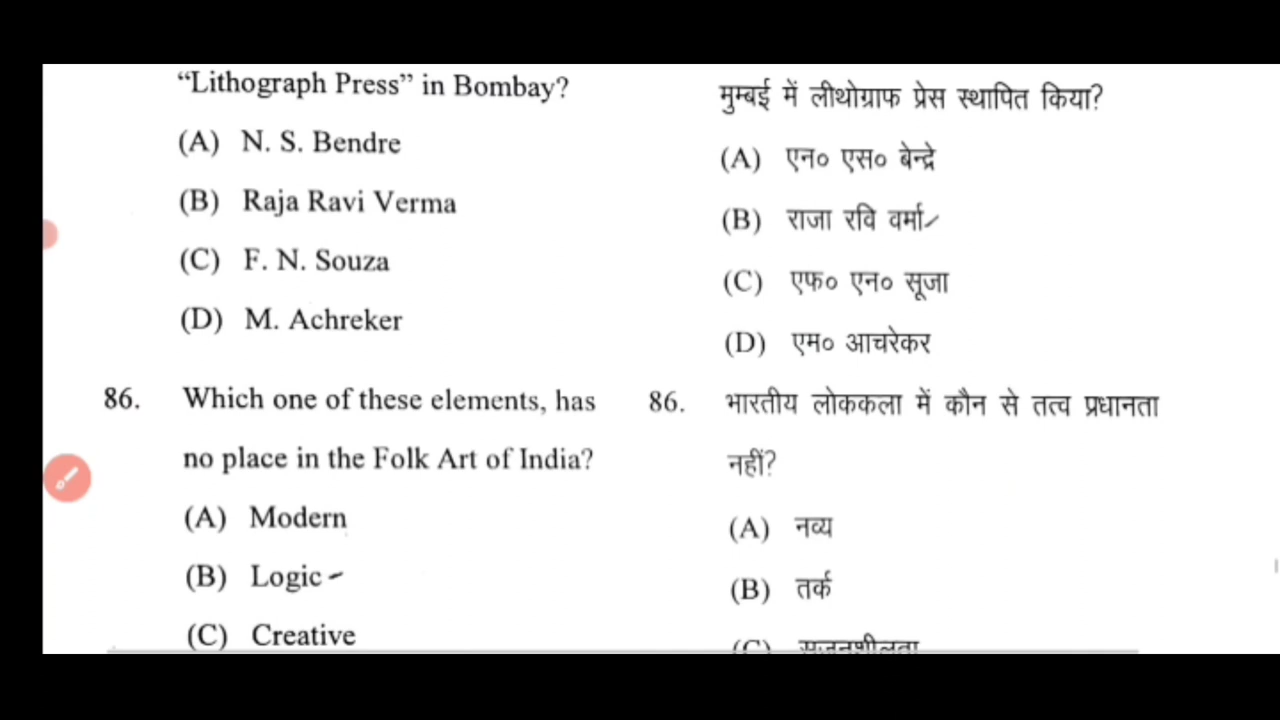 “Lithograph Press” in Bombay?
(A) N. S. Bendre
(B) Raja Ravi Verma
(C) F. N. Souza
(D) M. Achreker
86. Which one of these elements, has
no place in the Folk Art of India?
(A) Modern
(B) Logic
(C) Creative
मुम्बई में लीथोग्राफ प्रेस स्थापित किया?
(A) एन० एस० बेन्द्रे
(B) राजा रवि वर्मा
(C) एफ० एन० सूजा
(D) एम० आचरेकर
86. भारतीय लोककला में कौन से तत्व प्रधानता
नहीं?
(A) नव्य
(B) तर्क
(C) सृजनशीलता